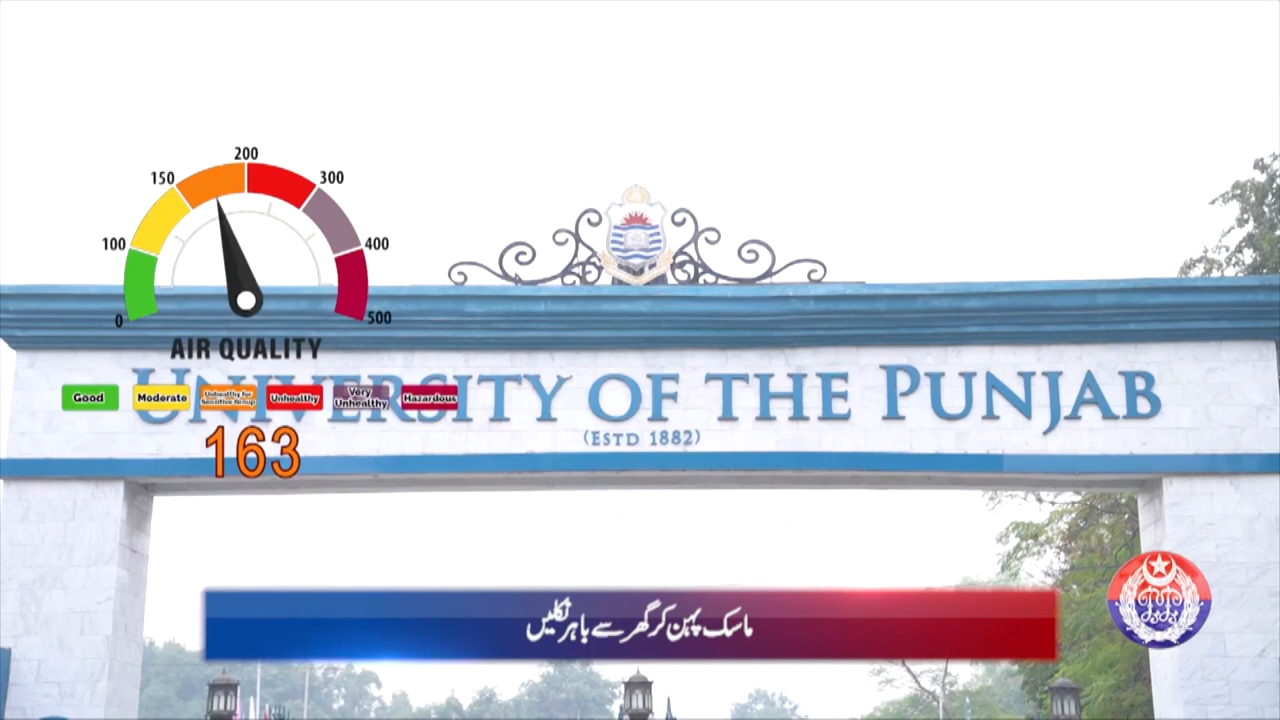 200
150
300
100
400
0
500
AIR QUALITY
Good
Moderate
Unhealthy for
Sensitive Group
Unhealthy
Very
Unhealthy
Hazardous
UNIVERSITY OF THE PUNJAB
(ESTD 1882)
163
ماسک پہن کر گھر سے باہر نکلیں